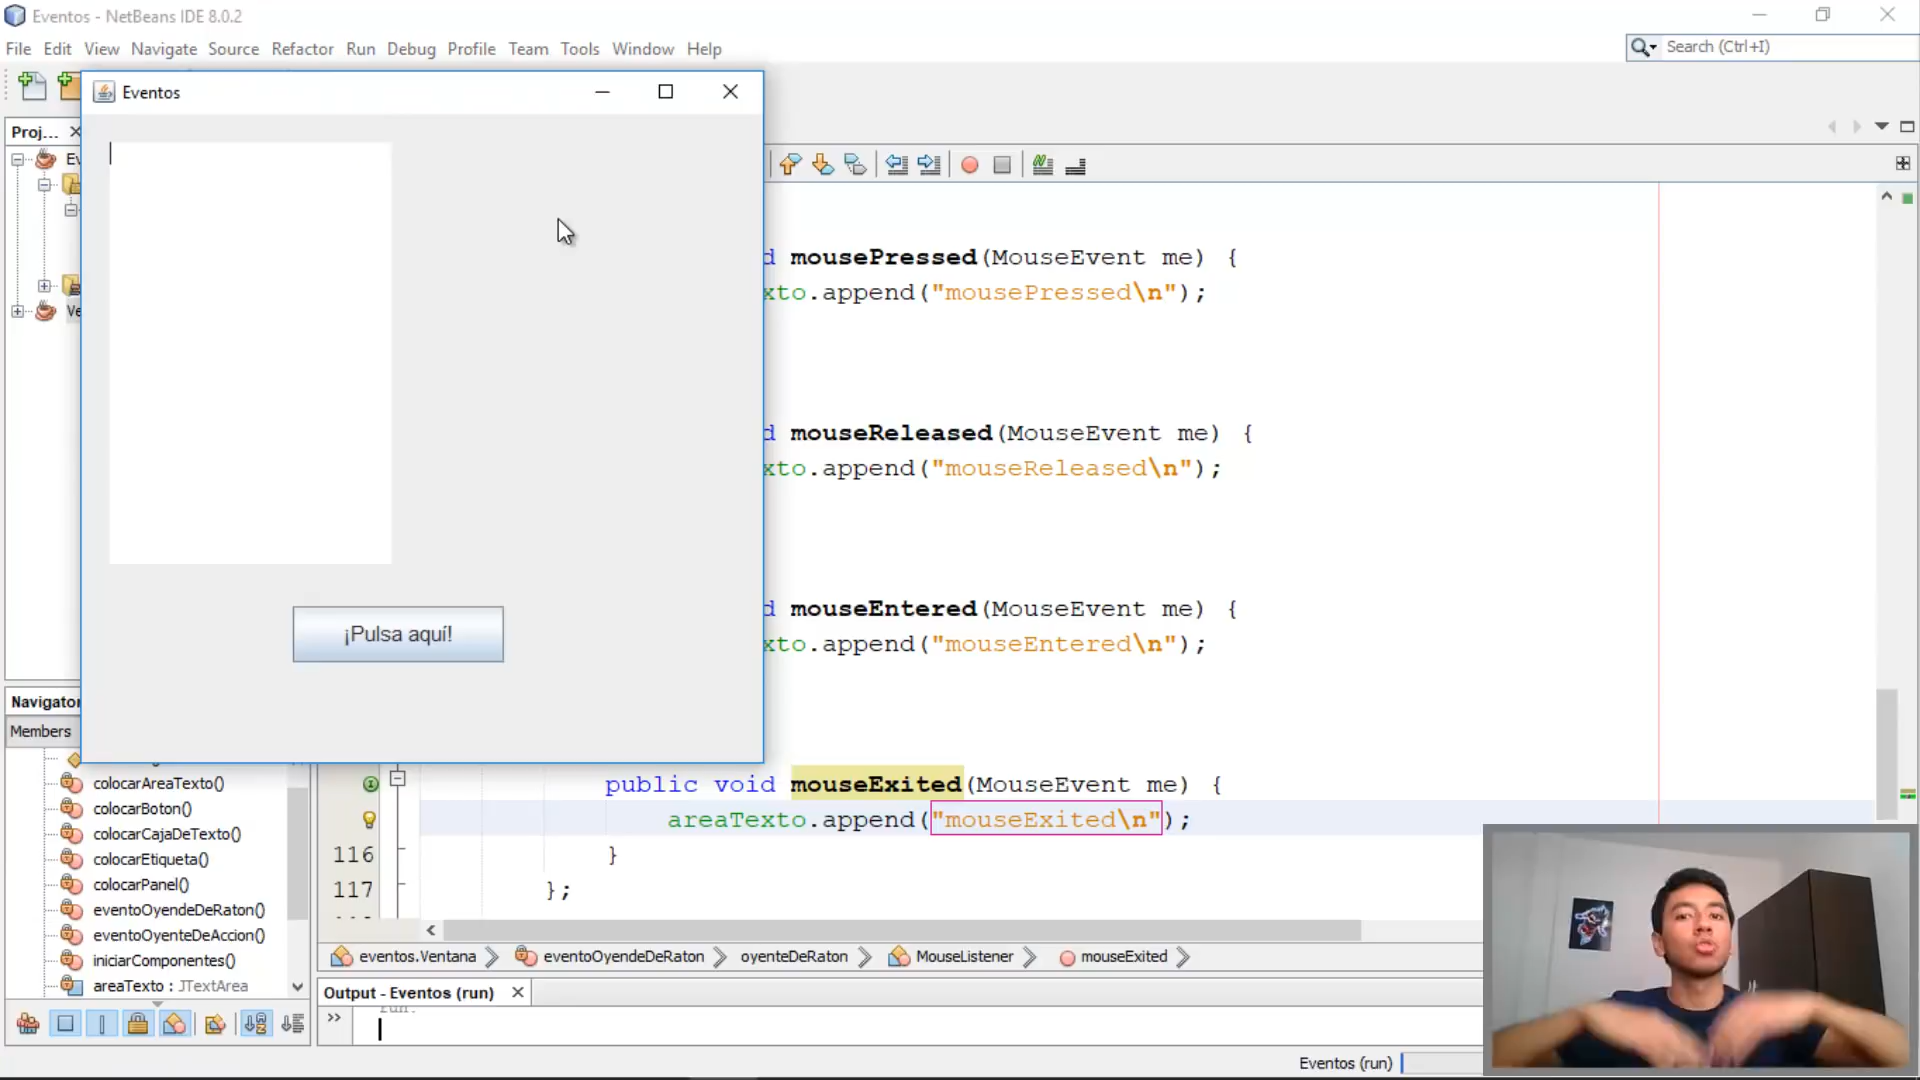 Eventos - NetBeans IDE 8.0.2
File Edit View Navigate Source Refactor Run Debug Profile Team Tools Window Help
Search (Ctrl+I)
Eventos
Proj...
mousePressed(MouseEvent me) {
xto.append("mousePressed\n");
mouseReleased(MouseEvent me) {
xto.append("mouseReleased\n");
mouseEntered(MouseEvent me) {
xto.append("mouseEntered\n");
¡Pulsa aquí!
Navigator
Members
colocarAreaTexto()
colocarBoton()
colocarCajaDeTexto()
colocarEtiqueta()
colocarPanel()
eventoOyendeDeRaton()
eventoOyenteDeAccion()
iniciarComponentes()
areaTexto : JTextArea
public void mouseExited(MouseEvent me) {
areaTexto.append("mouseExited\n");
116 }
117 };
eventos.Ventana eventoOyendeDeRaton oyenteDeRaton MouseListener mouseExited
Output - Eventos (run)
Eventos (run)